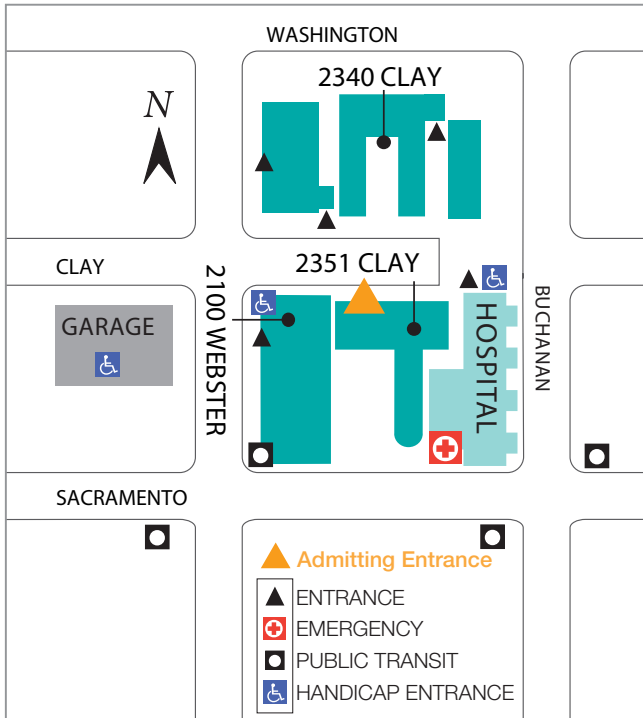 WASHINGTON
2340 CLAY
N
CLAY
2351 CLAY
2100 WEBSTER
GARAGE
HOSPITAL
BUCHANAN
SACRAMENTO
Admitting Entrance
ENTRANCE
EMERGENCY
PUBLIC TRANSIT
HANDICAP ENTRANCE